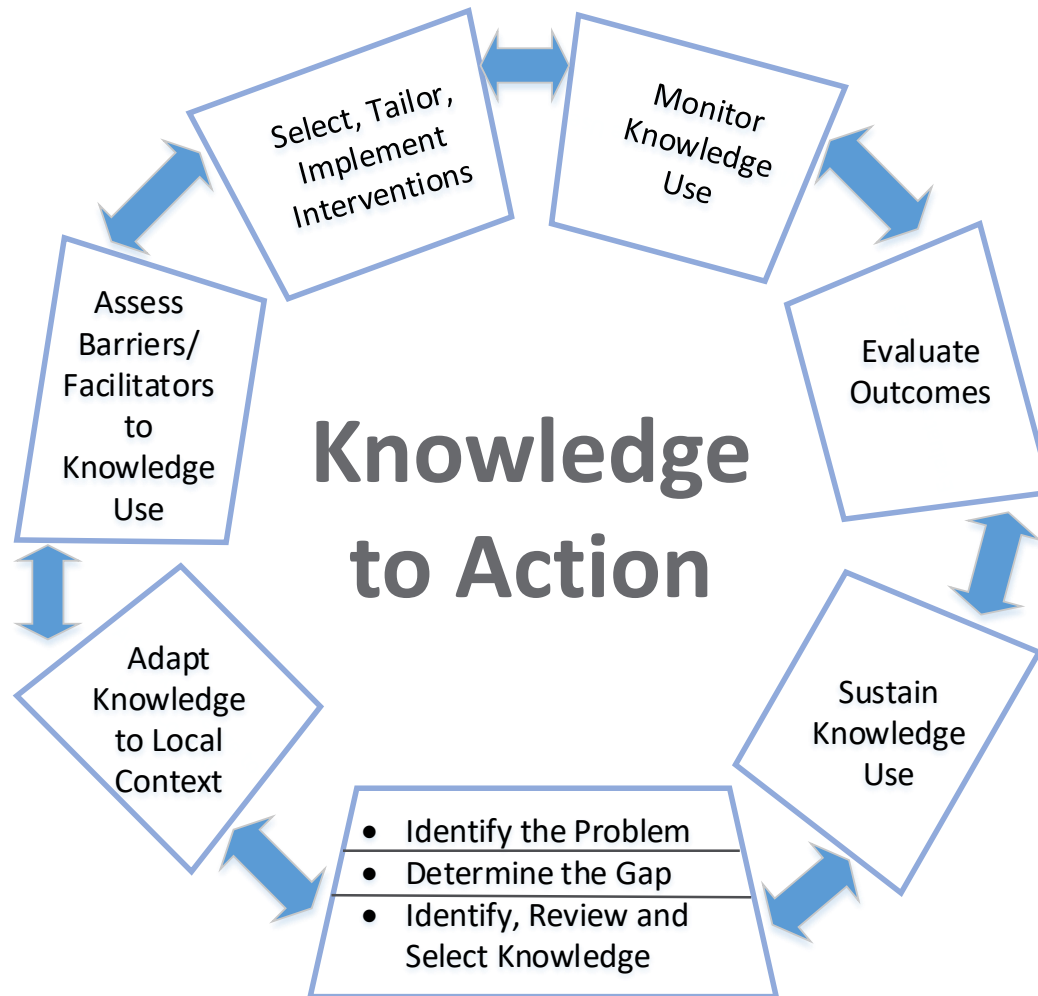 Select, Tailor,
Implement
Interventions
Monitor
Knowledge
Use
Assess
Barriers/
Facilitators
to
Knowledge
Use
Evaluate
Outcomes
Knowledge
to Action
Adapt
Knowledge
to Local
Context
Sustain
Knowledge
Use
• Identify the Problem
• Determine the Gap
• Identify, Review and
Select Knowledge